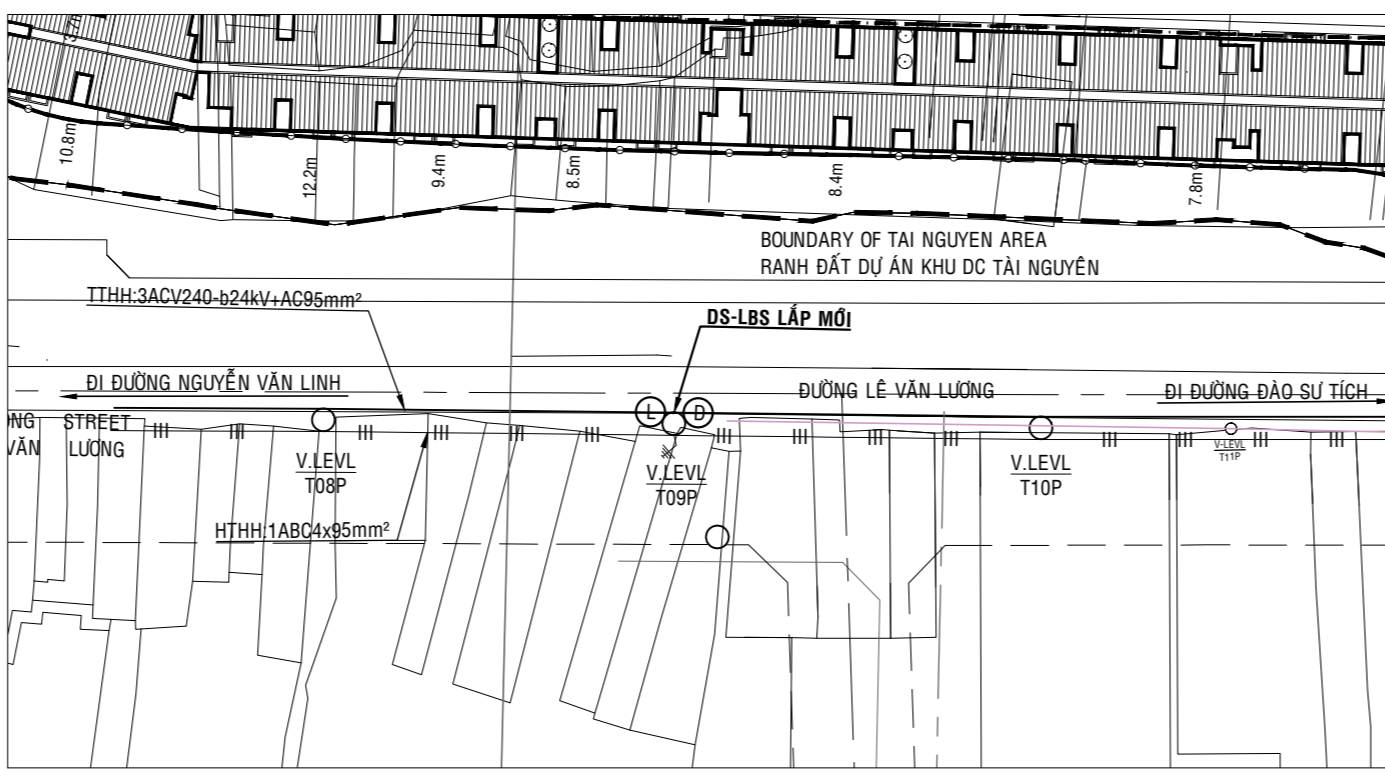 10.8m
12.2m
9.4m
8.5m
8.4m
7.8m
BOUNDARY OF TAI NGUYEN AREA
RANH ĐẤT DỰ ÁN KHU DC TÀI NGUYÊN
TTHH:3ACV240-b24kV+AC95mm²
DS-LBS LẮP MỚI
ĐI ĐƯỜNG NGUYỄN VĂN LINH
ĐƯỜNG LÊ VĂN LƯƠNG
ĐI ĐƯỜNG ĐÀO SƯ TÍCH
L D
STREET
VĂN LƯƠNG
V.LEVL
T08P
V.LEVL
T09P
V.LEVL
T10P
V-LEVL
T11P
HTHH:1ABC4x95mm²